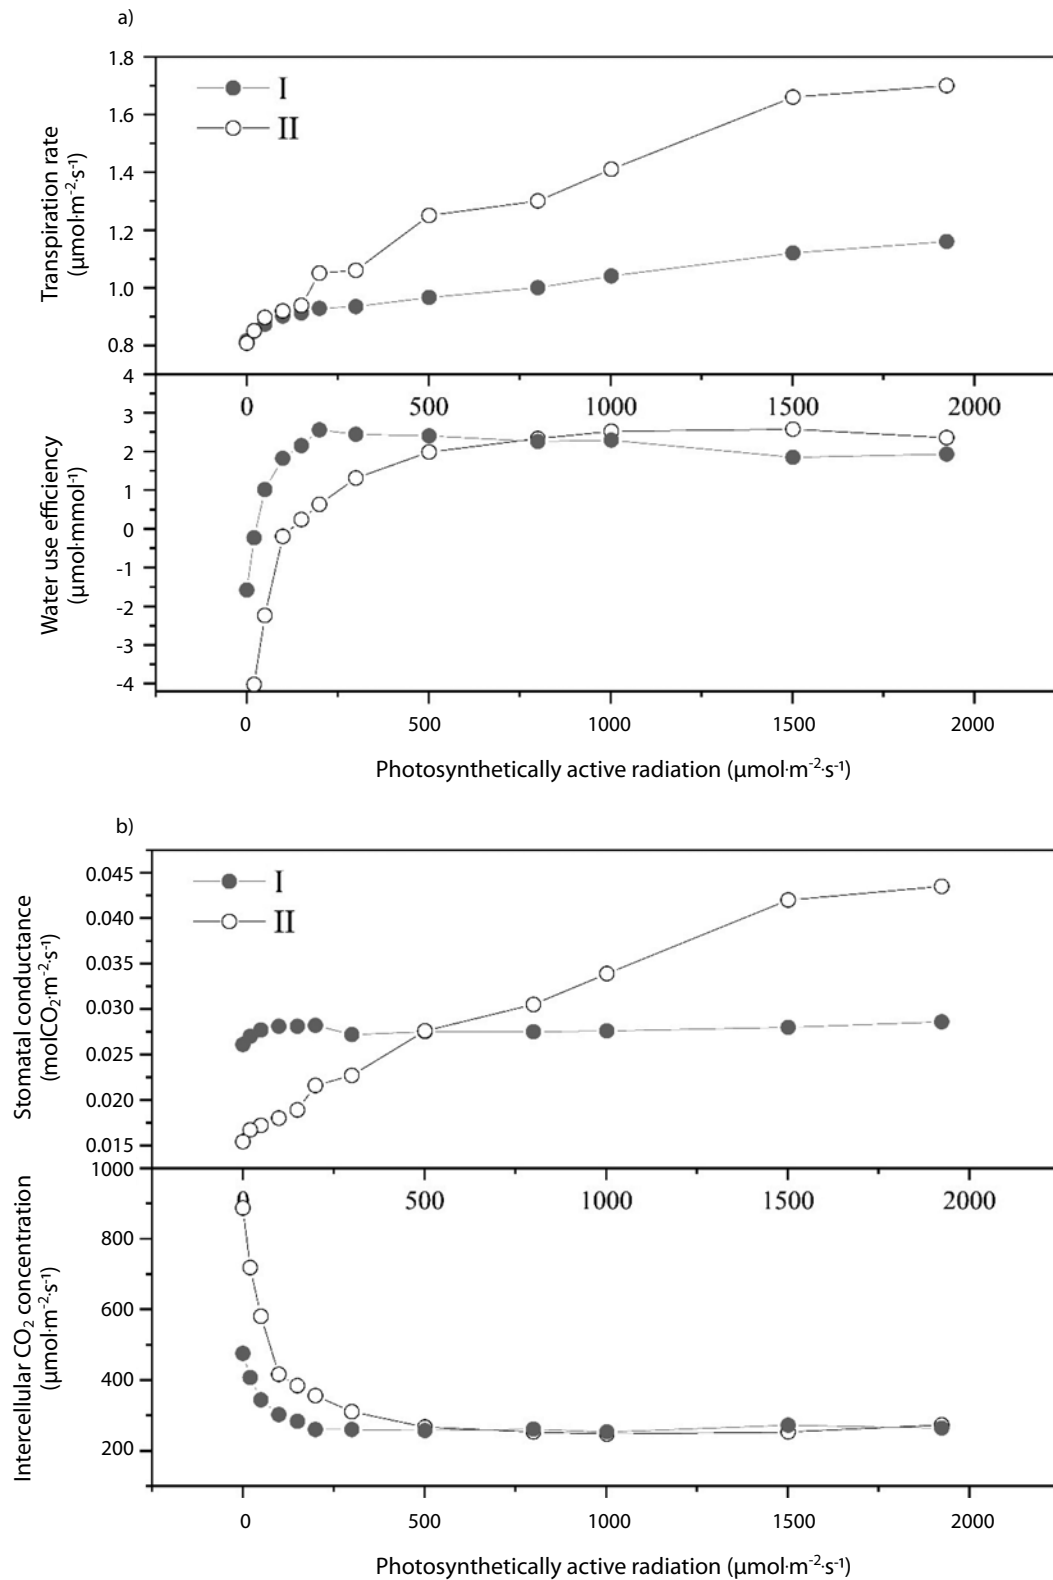 a)
Transpiration rate
(μmol·m⁻²·s⁻¹)
1.8
1.6
1.4
1.2
1.0
0.8
I
II
0 500 1000 1500 2000
Water use efficiency
(μmol·mmol⁻¹)
4
3
2
1
0
-1
-2
-3
-4
0 500 1000 1500 2000
Photosynthetically active radiation (μmol·m⁻²·s⁻¹)
b)
Stomatal conductance
(molCO₂·m⁻²·s⁻¹)
0.045
0.040
0.035
0.030
0.025
0.020
0.015
I
II
0 500 1000 1500 2000
Intercellular CO₂ concentration
(μmol·m⁻²·s⁻¹)
1000
800
600
400
200
0 500 1000 1500 2000
Photosynthetically active radiation (μmol·m⁻²·s⁻¹)